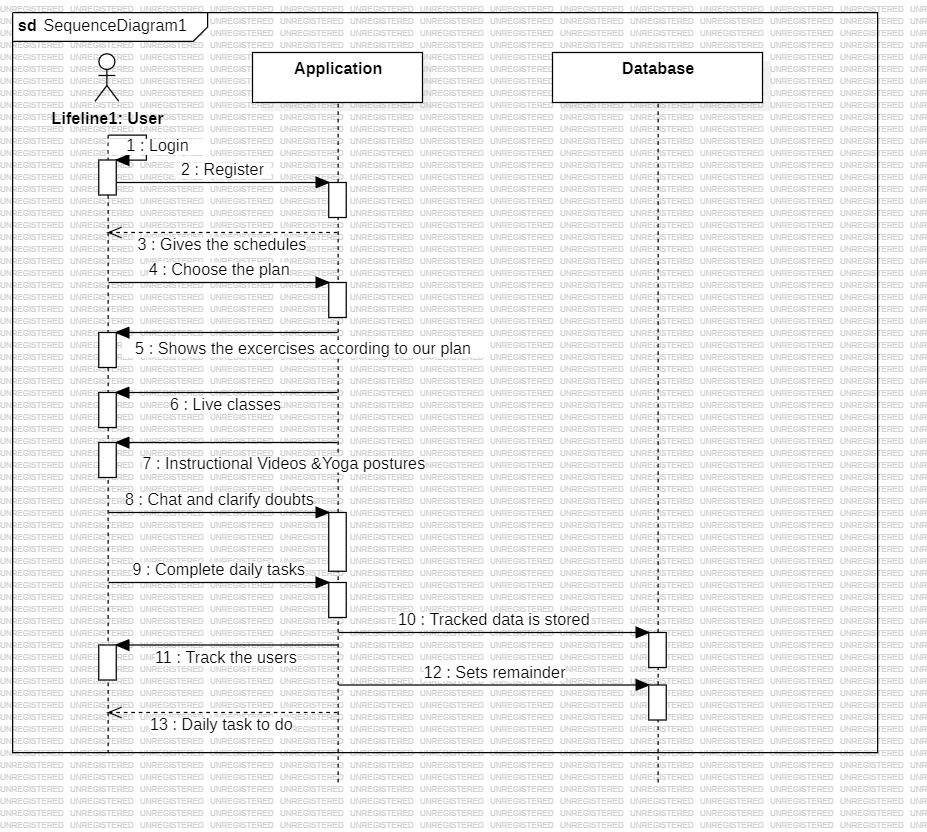 sd SequenceDiagram1
Application
Database
Lifeline1: User
1 : Login
2 : Register
3 : Gives the schedules
4 : Choose the plan
5 : Shows the excercises according to our plan
6 : Live classes
7 : Instructional Videos &Yoga postures
8 : Chat and clarify doubts
9 : Complete daily tasks
10 : Tracked data is stored
11 : Track the users
12 : Sets remainder
13 : Daily task to do
UNREGISTERED